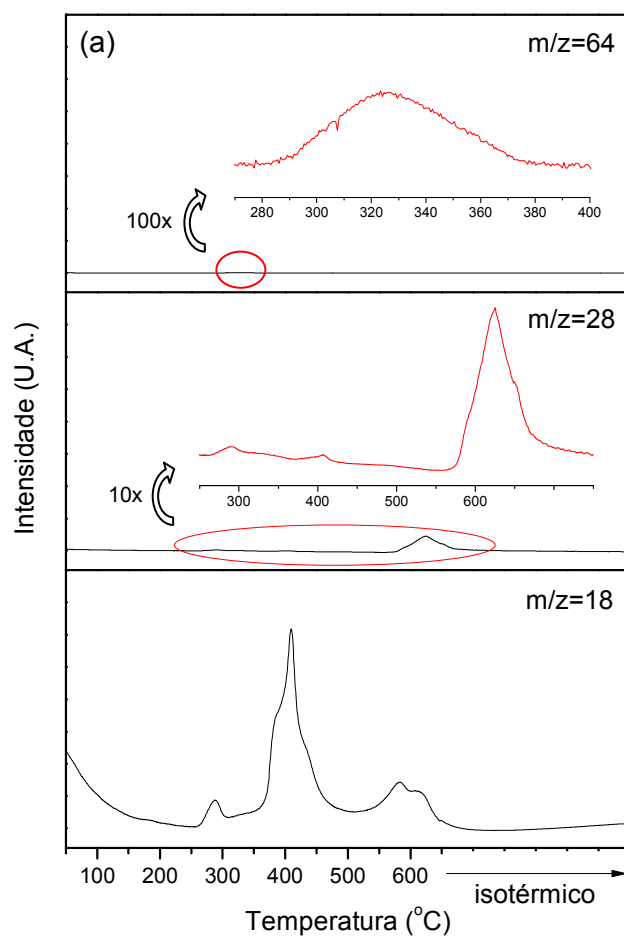 (a)
m/z=64
100x
280 300 320 340 360 380 400
m/z=28
10x
300 400 500 600
m/z=18
100 200 300 400 500 600
isotérmico
Temperatura (°C)
Intensidade (U.A.)